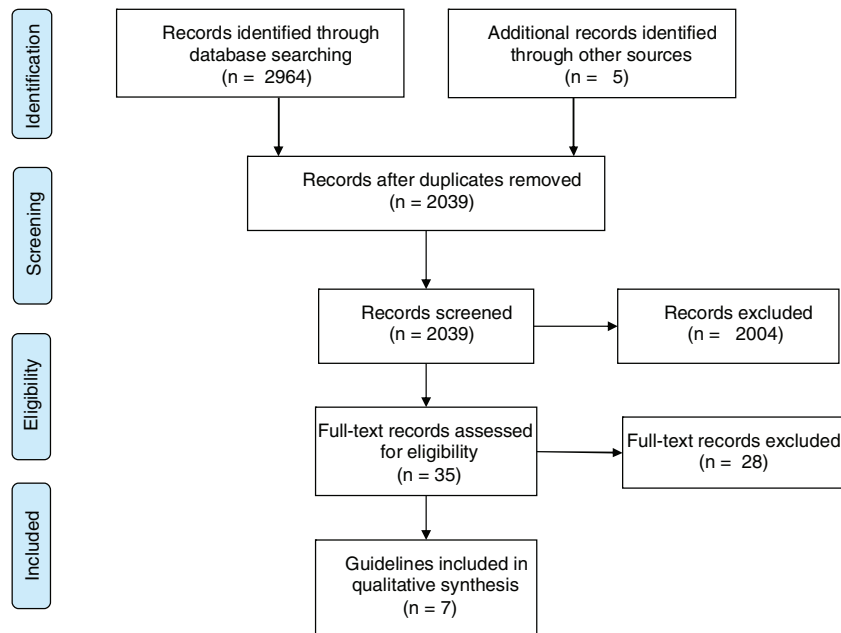 Identification
Records identified through
database searching
(n = 2964)
Additional records identified
through other sources
(n = 5)
Screening
Records after duplicates removed
(n = 2039)
Records screened
(n = 2039)
Records excluded
(n = 2004)
Eligibility
Full-text records assessed
for eligibility
(n = 35)
Full-text records excluded
(n = 28)
Included
Guidelines included in
qualitative synthesis
(n = 7)